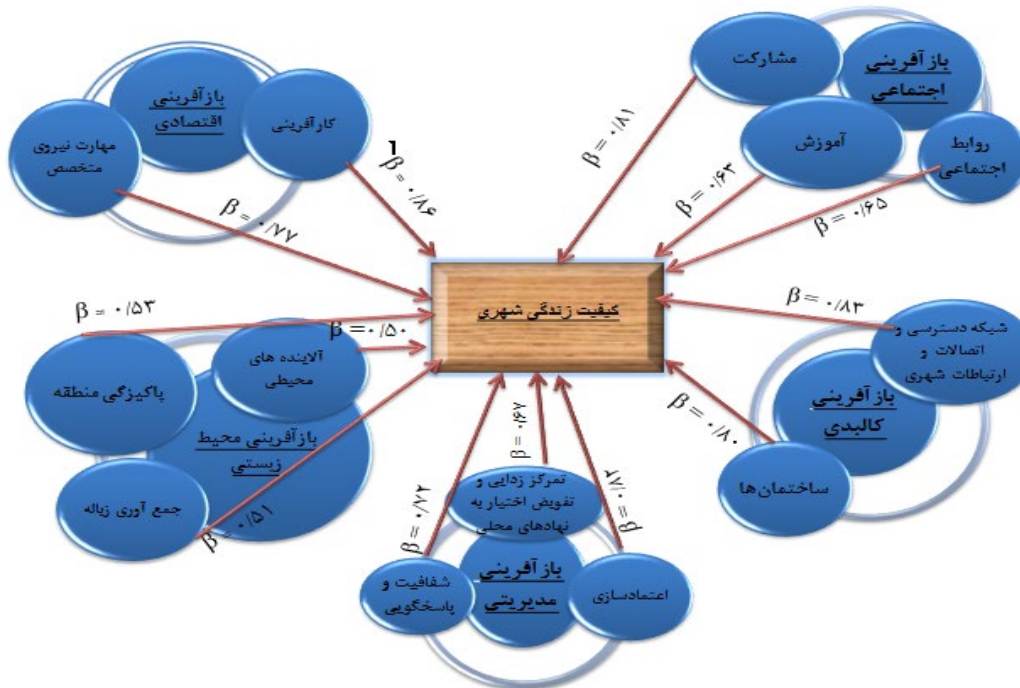 بازآفرینی
اجتماعی
مشارکت
آموزش
روابط
اجتماعی
β = ۰/۸۱
β = ۰/۶۳
β = ۰/۶۵
بازآفرینی
اقتصادی
کارآفرینی
مهارت نیروی
متخصص
1
β = ۰/۸۶
β = ۰/۷۷
کیفیت زندگی شهری
β = ۰/۸۳
شبکه دسترسی و
اتصالات و
ارتباطات شهری
بازآفرینی
کالبدی
ساختمان‌ها
β = ۰/۸۰
β = ۰/۵۳
β = ۰/۵۰
آلاینده های
محیطی
پاکیزگی منطقه
بازآفرینی محیط
زیستی
جمع آوری زباله
β = ۰/۵۱
β = ۰/۷۲
β = ۰/۶۷
تمرکز زدایی و
تفویض اختیار به
نهادهای محلی
بازآفرینی
مدیریتی
شفافیت و
پاسخگویی
اعتمادسازی